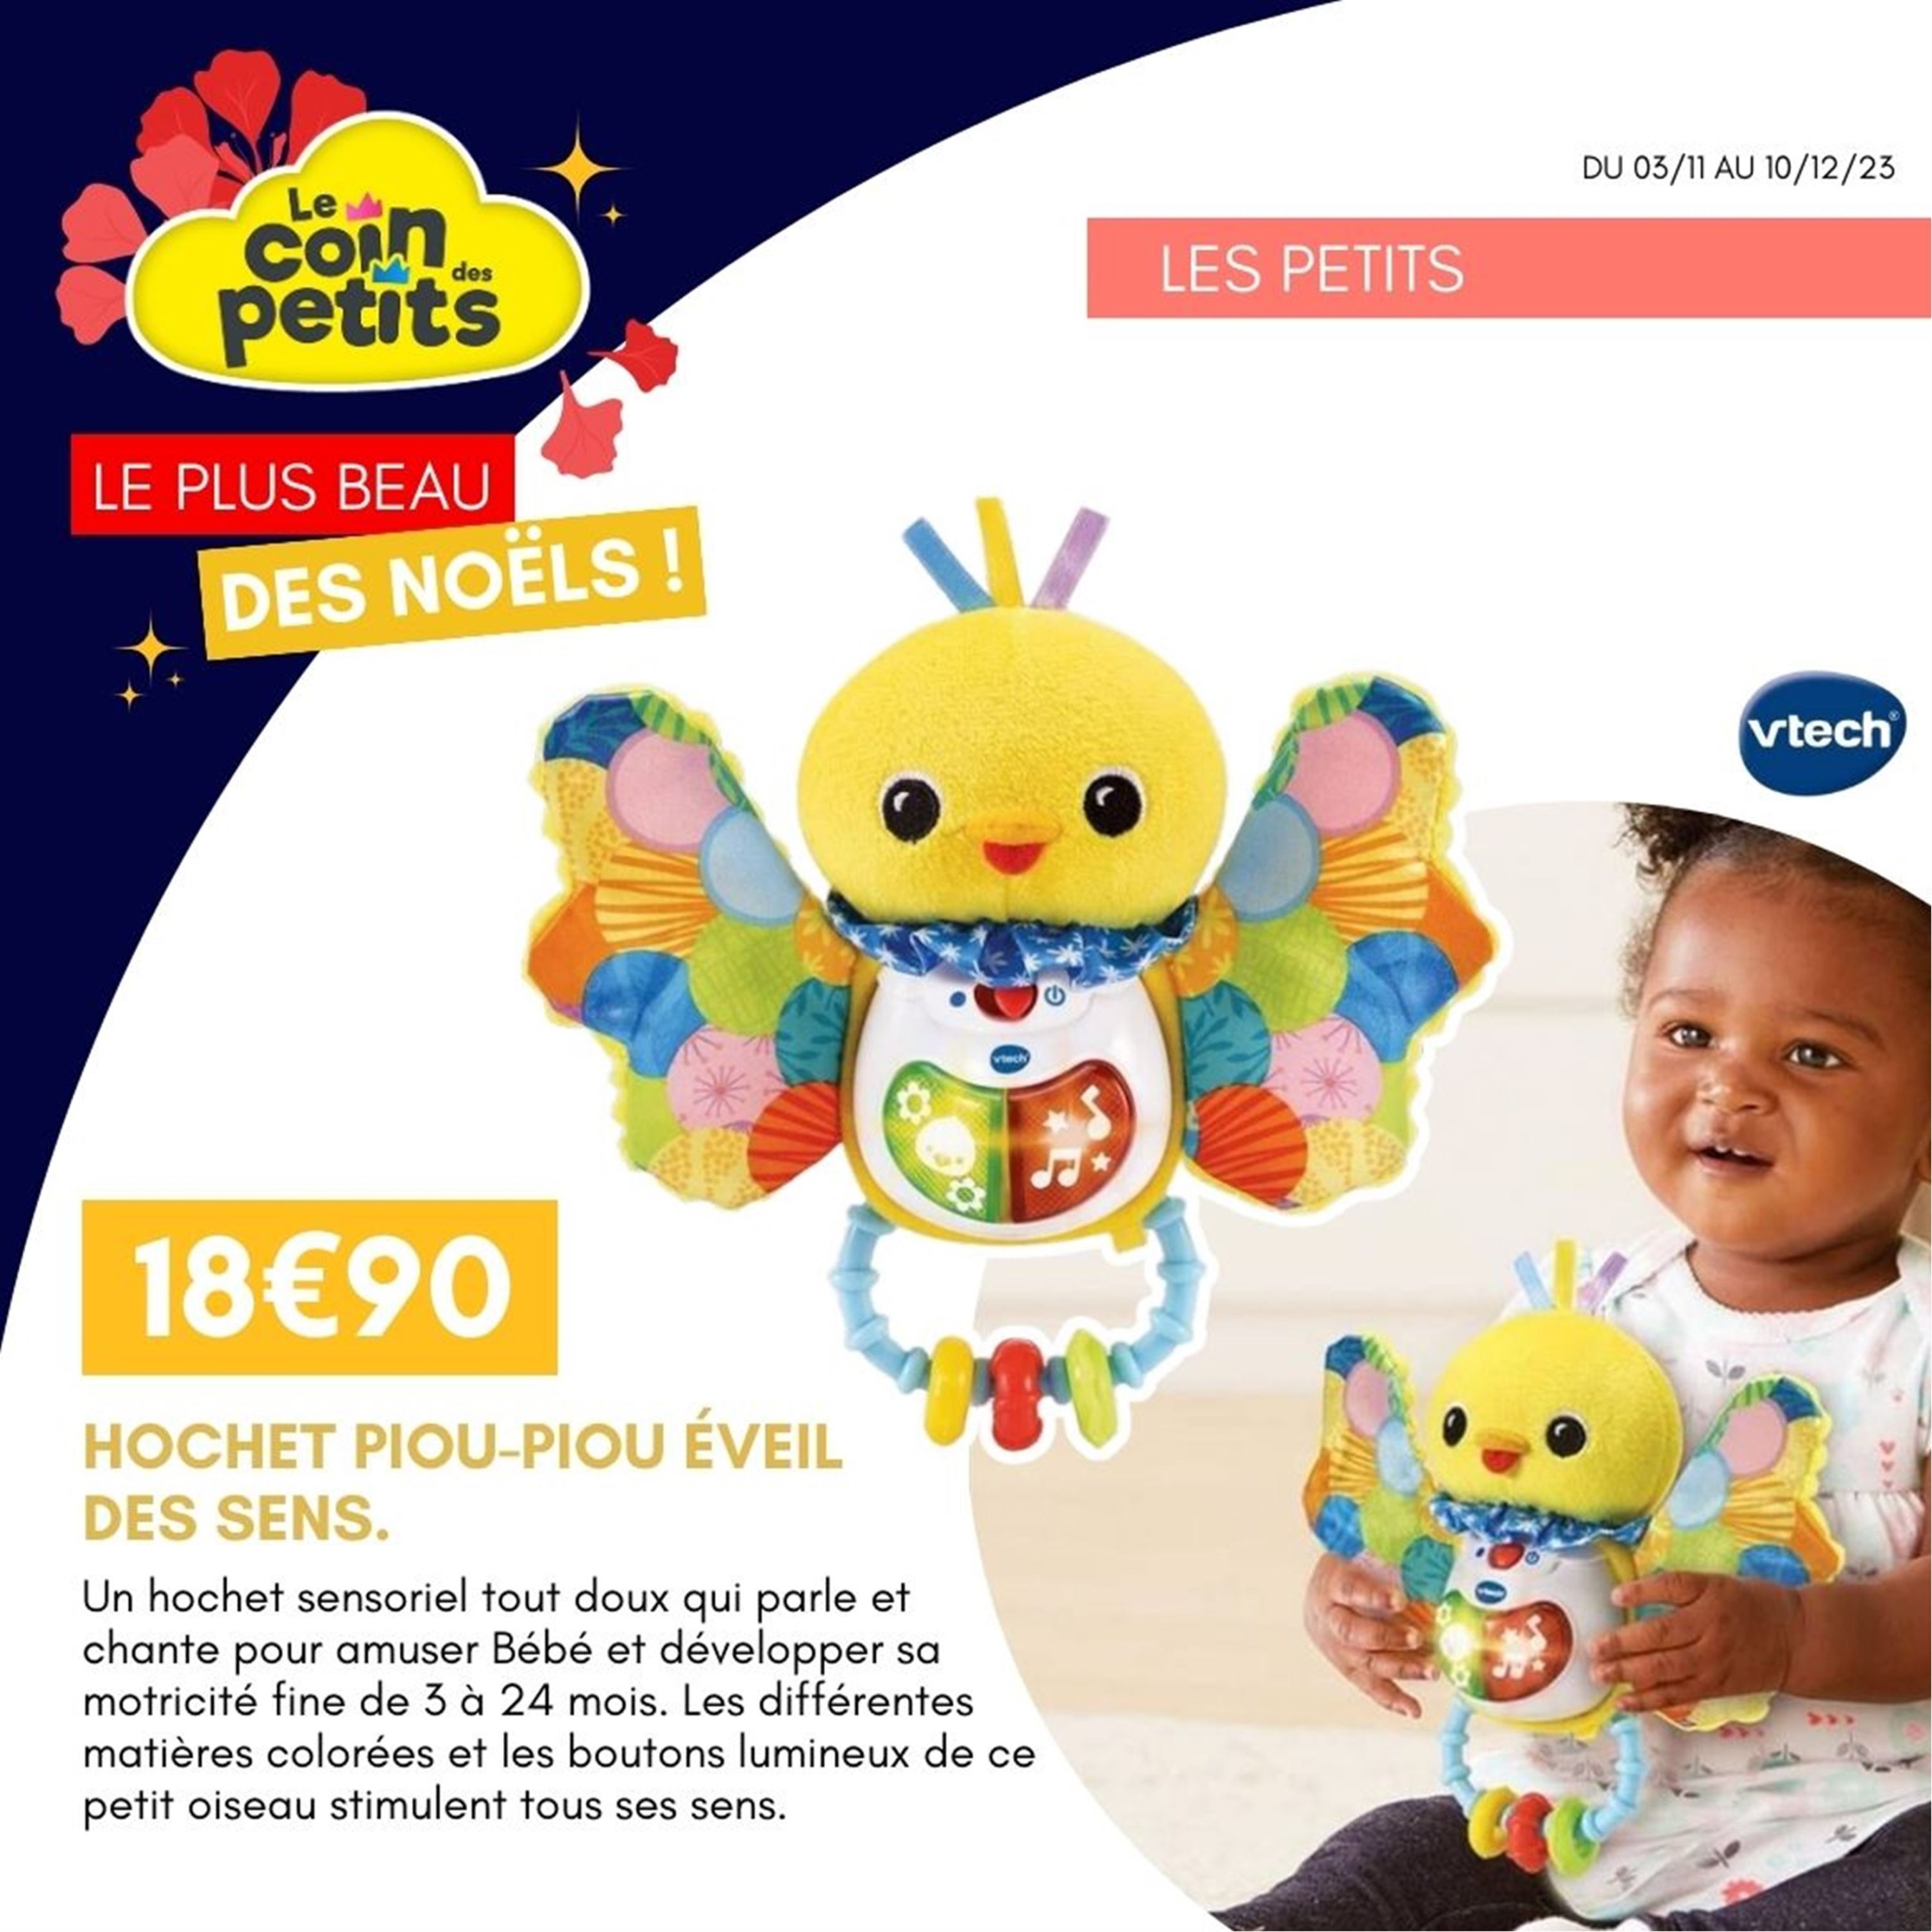 Le
coin des
petits
DU 03/11 AU 10/12/23
LES PETITS
LE PLUS BEAU
DES NOËLS !
vtech®
vtech
18€90
HOCHET PIOU-PIOU ÉVEIL
DES SENS.
Un hochet sensoriel tout doux qui parle et
chante pour amuser Bébé et développer sa
motricité fine de 3 à 24 mois. Les différentes
matières colorées et les boutons lumineux de ce
petit oiseau stimulent tous ses sens.
vtech